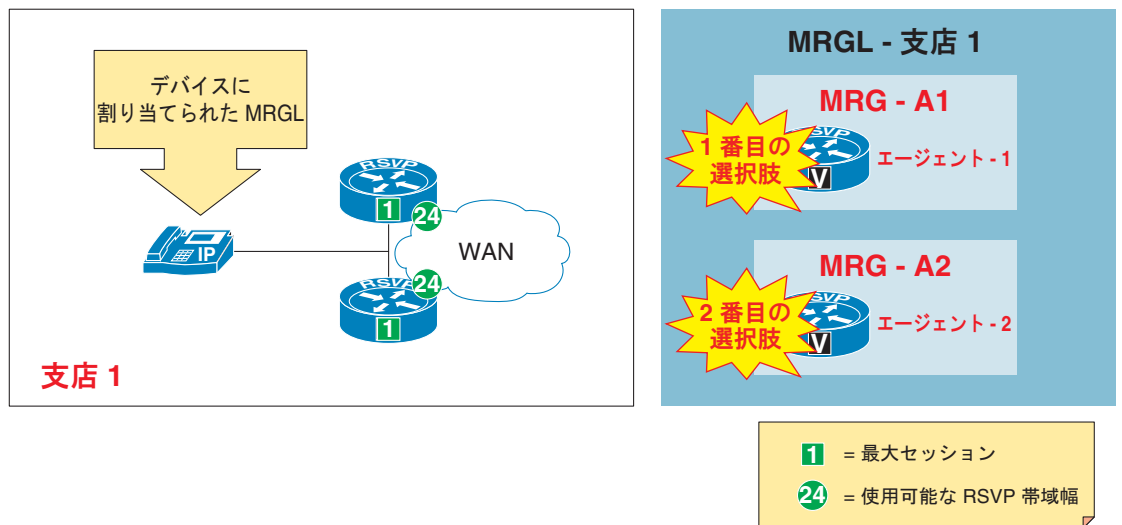 デバイスに
割り当てられた MRGL
RSVP
1
24
IP
WAN
24
RSVP
1
支店 1
MRGL - 支店 1
MRG - A1
1 番目の
選択肢
RSVP
V
エージェント - 1
MRG - A2
2 番目の
選択肢
RSVP
V
エージェント - 2
1 = 最大セッション
24 = 使用可能な RSVP 帯域幅